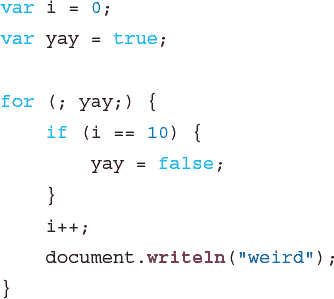 var i = 0;
var yay = true;

for (; yay;) {
    if (i == 10) {
        yay = false;
    }
    i++;
    document.writeln("weird");
}